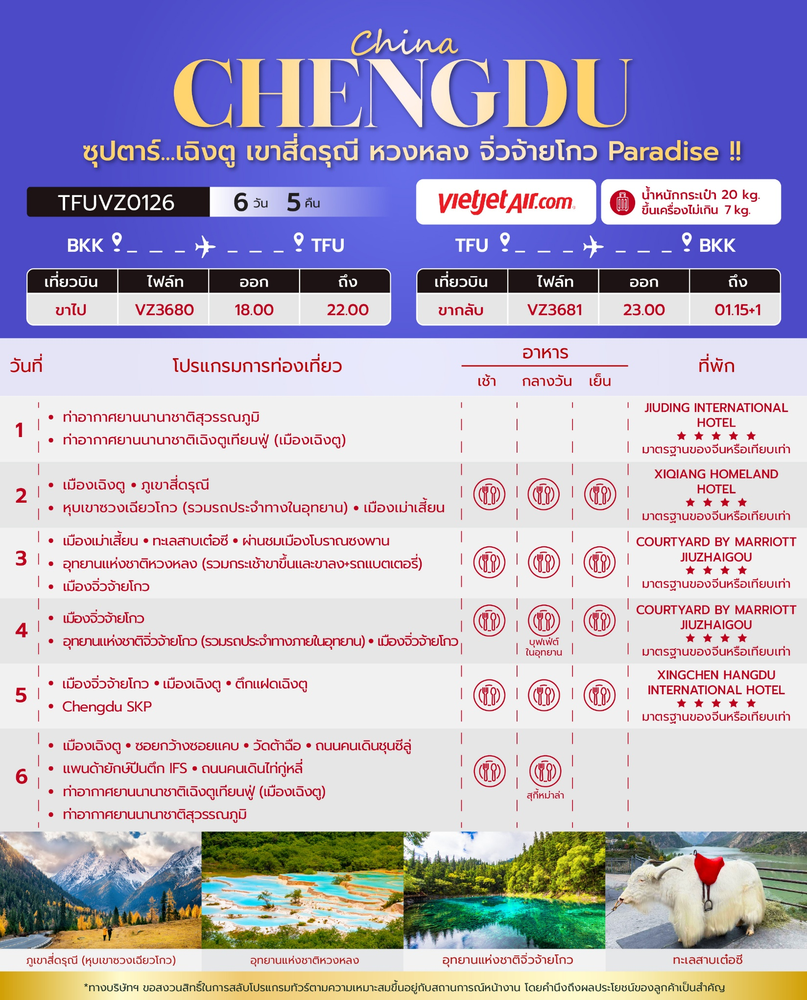 China
CHENGDU
ซุปตาร์...เฉิงตู เขาสี่ดรุณี หวงหลง จิ่วจ้ายโกว Paradise !!
TFUVZ0126 6 วัน 5 คืน
vietjetAir.com
น้ำหนักกระเป๋า 20 kg.
ขึ้นเครื่องไม่เกิน 7 kg.
BKK TFU
TFU BKK
เที่ยวบิน ไฟล์ท ออก ถึง
ขาไป VZ3680 18.00 22.00
เที่ยวบิน ไฟล์ท ออก ถึง
ขากลับ VZ3681 23.00 01.15+1
วันที่ โปรแกรมการท่องเที่ยว อาหาร ที่พัก
เช้า กลางวัน เย็น
1
• ท่าอากาศยานนานาชาติสุวรรณภูมิ
• ท่าอากาศยานนานาชาติเฉิงตูเทียนฟู่ (เมืองเฉิงตู)
JIUDING INTERNATIONAL
HOTEL
★ ★ ★ ★ ★
มาตรฐานของจีนหรือเทียบเท่า
2
• เมืองเฉิงตู • ภูเขาสี่ดรุณี
• หุบเขาซวงเฉียวโกว (รวมรถประจำทางในอุทยาน) • เมืองเม่าเสี้ยน
XIQIANG HOMELAND
HOTEL
★ ★ ★ ★
มาตรฐานของจีนหรือเทียบเท่า
3
• เมืองเม่าเสี้ยน • ทะเลสาบเต๋อซี • ผ่านชมเมืองโบราณซงพาน
• อุทยานแห่งชาติหวงหลง (รวมกระเช้าขาขึ้นและขาลง+รถแบตเตอรี่)
• เมืองจิ่วจ้ายโกว
COURTYARD BY MARRIOTT
JIUZHAIGOU
★ ★ ★ ★
มาตรฐานของจีนหรือเทียบเท่า
4
• เมืองจิ่วจ้ายโกว
• อุทยานแห่งชาติจิ่วจ้ายโกว (รวมรถประจำทางภายในอุทยาน) • เมืองจิ่วจ้ายโกว
บุฟเฟ่ต์
ในอุทยาน
COURTYARD BY MARRIOTT
JIUZHAIGOU
★ ★ ★ ★
มาตรฐานของจีนหรือเทียบเท่า
5
• เมืองจิ่วจ้ายโกว • เมืองเฉิงตู • ตึกแฝดเฉิงตู
• Chengdu SKP
XINGCHEN HANGDU
INTERNATIONAL HOTEL
★ ★ ★ ★ ★
มาตรฐานของจีนหรือเทียบเท่า
6
• เมืองเฉิงตู • ซอยกว้างซอยแคบ • วัดต้าฉือ • ถนนคนเดินชุนซีลู่
• แพนด้ายักษ์ปีนตึก IFS • ถนนคนเดินไท่กู่หลี่
• ท่าอากาศยานนานาชาติเฉิงตูเทียนฟู่ (เมืองเฉิงตู)
• ท่าอากาศยานนานาชาติสุวรรณภูมิ
สุกี้หม่าล่า
ภูเขาสี่ดรุณี (หุบเขาซวงเฉียวโกว)
อุทยานแห่งชาติหวงหลง
อุทยานแห่งชาติจิ่วจ้ายโกว
ทะเลสาบเต๋อซี
*ทางบริษัทฯ ขอสงวนสิทธิ์ในการสลับโปรแกรมทัวร์ตามความเหมาะสมขึ้นอยู่กับสถานการณ์หน้างาน โดยคำนึงถึงผลประโยชน์ของลูกค้าเป็นสำคัญ